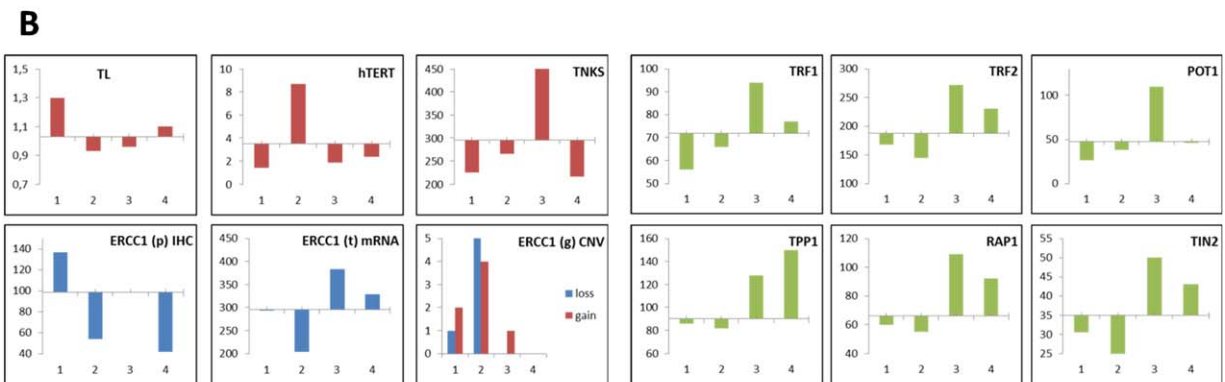 B
TL
1,5
1,3
1,1
0,9
0,7
1 2 3 4
hTERT
10
8
6
4
2
0
1 2 3 4
TNKS
450
400
350
300
250
200
1 2 3 4
TRF1
100
90
80
70
60
50
1 2 3 4
TRF2
300
250
200
150
100
1 2 3 4
POT1
100
50
0
1 2 3 4
ERCC1 (p) IHC
140
120
100
80
60
40
1 2 3 4
ERCC1 (t) mRNA
450
400
350
300
250
200
1 2 3 4
ERCC1 (g) CNV
5
4
3
2
1
0
1 2 3 4
loss
gain
TPP1
160
140
120
100
80
60
1 2 3 4
RAP1
120
100
80
60
40
1 2 3 4
TIN2
55
50
45
40
35
30
25
1 2 3 4